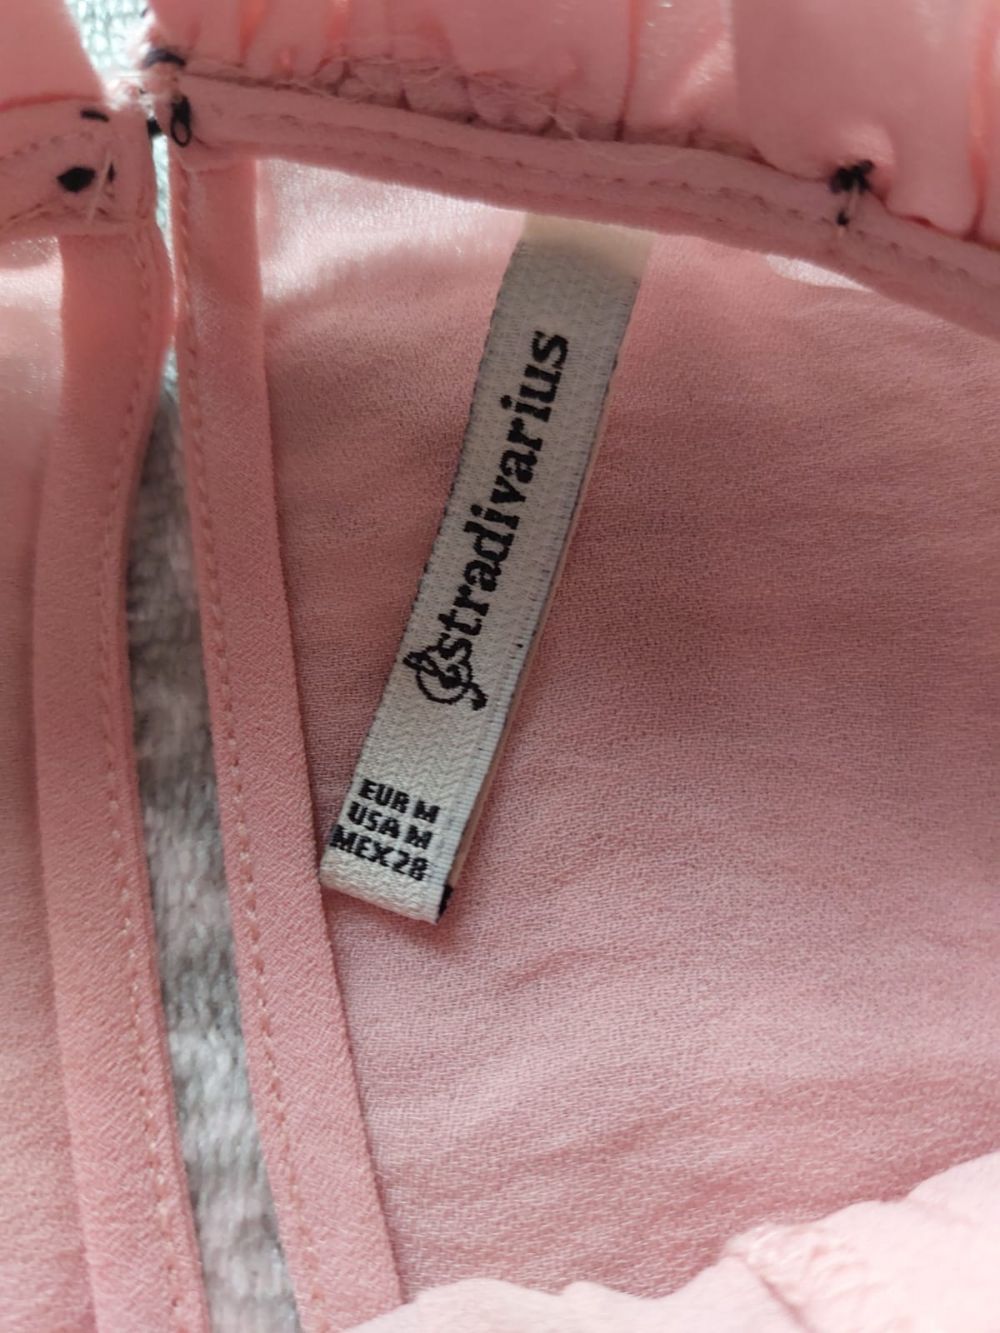 stradivarius
EUR M
USA M
MEX 28